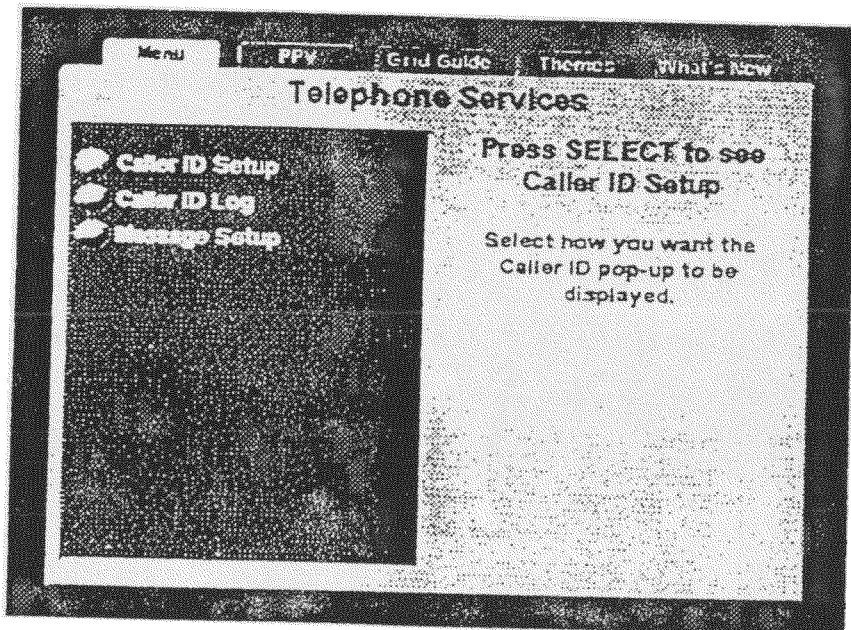 Menu
PPV
Grid Guide
Themes
What's New
Telephone Services
Caller ID Setup
Caller ID Log
Message Setup
Press SELECT to see
Caller ID Setup
Select how you want the
Caller ID pop-up to be
displayed.